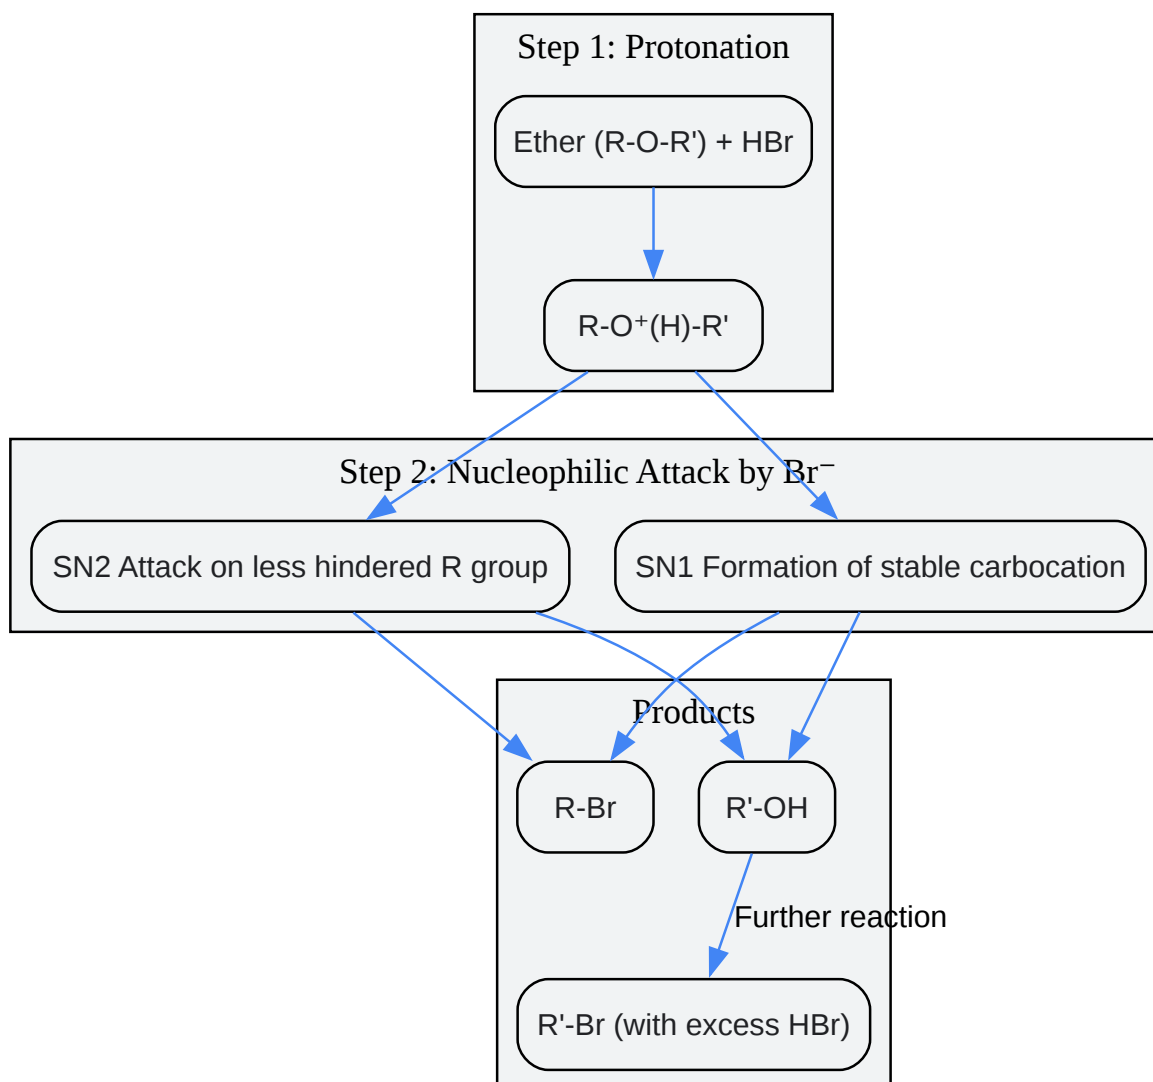 Step 1: Protonation
Ether (R-O-R') + HBr
R-O⁺(H)-R'
Step 2: Nucleophilic Attack by Br⁻
SN2 Attack on less hindered R group
SN1 Formation of stable carbocation
Products
R-Br
R'-OH
Further reaction
R'-Br (with excess HBr)